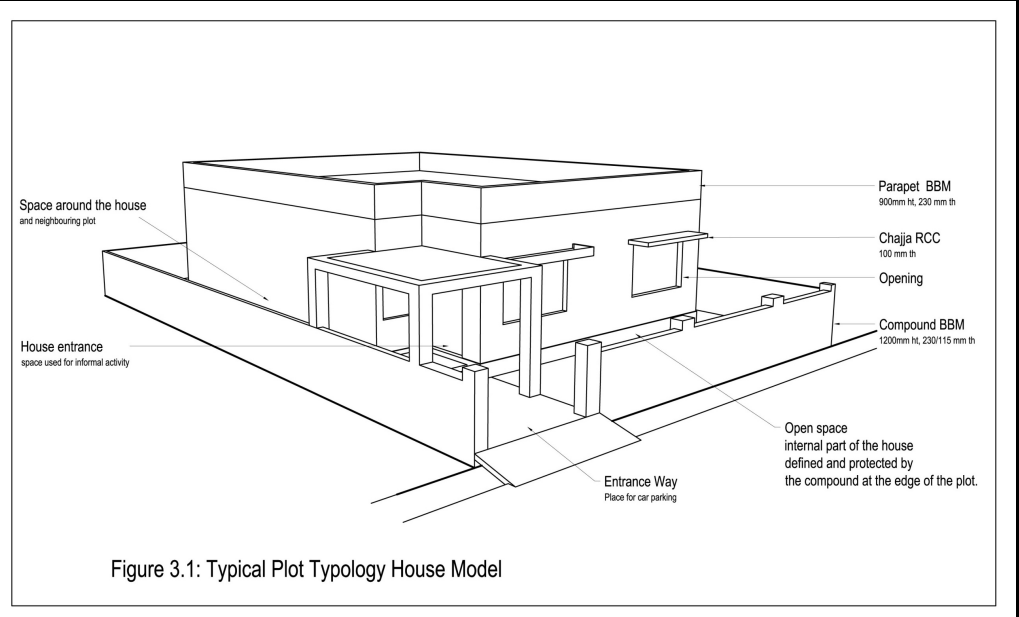 Space around the house
and neighbouring plot
House entrance
space used for informal activity
Parapet BBM
900mm ht, 230 mm th
Chajja RCC
100 mm th
Opening
Compound BBM
1200mm ht, 230/115 mm th
Open space
internal part of the house
defined and protected by
the compound at the edge of the plot.
Entrance Way
Place for car parking
Figure 3.1: Typical Plot Typology House Model